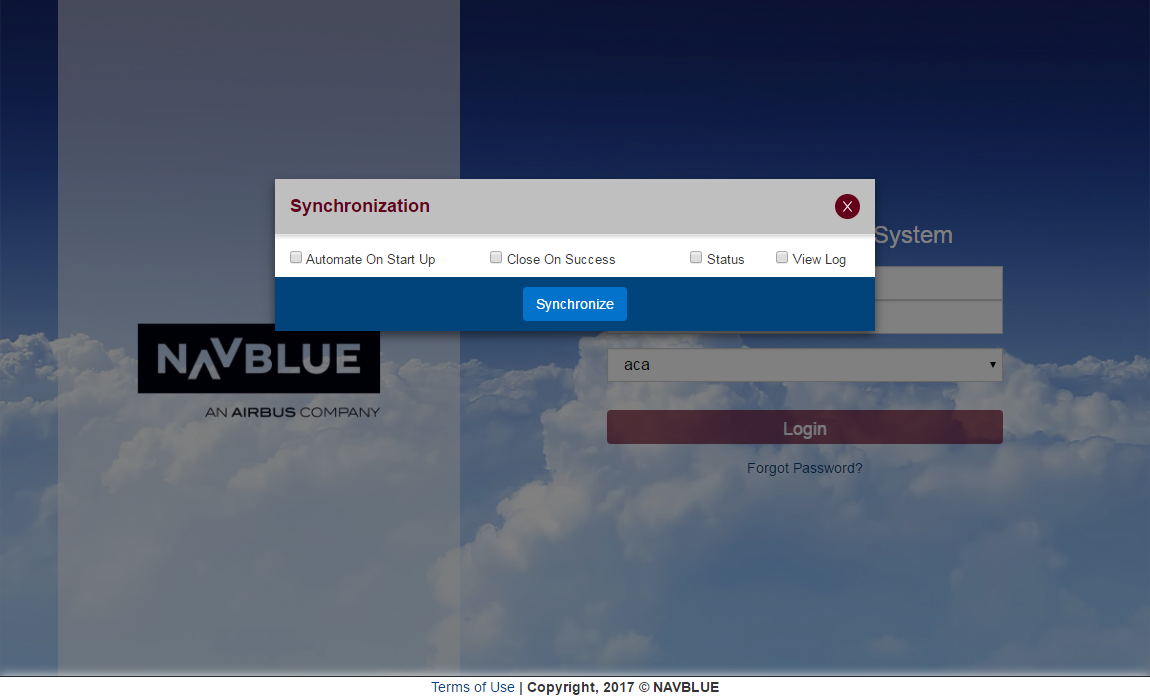 Synchronization
X
Automate On Start Up
Close On Success
Status
View Log
Synchronize
System
aca
Login
Forgot Password?
NAVBLUE
AN AIRBUS COMPANY
Terms of Use | Copyright, 2017 © NAVBLUE